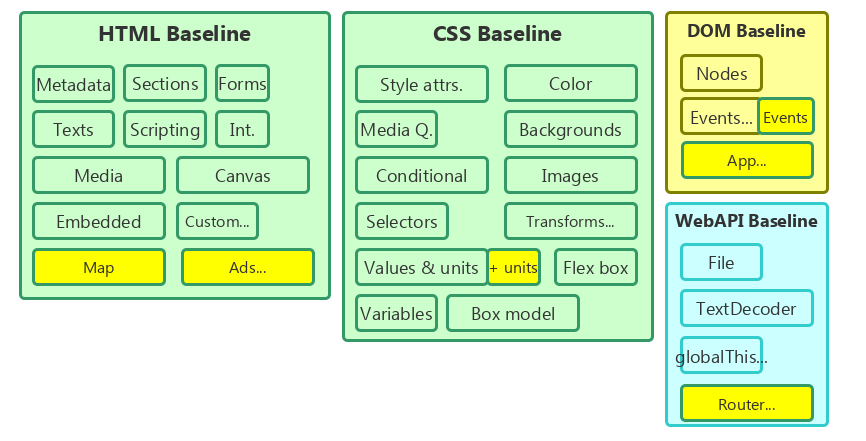 HTML Baseline
Metadata
Sections
Forms
Texts
Scripting
Int.
Media
Canvas
Embedded
Custom...
Map
Ads...
CSS Baseline
Style attrs.
Color
Media Q.
Backgrounds
Conditional
Images
Selectors
Transforms...
Values & units
+ units
Flex box
Variables
Box model
DOM Baseline
Nodes
Events...
Events
App...
WebAPI Baseline
File
TextDecoder
globalThis...
Router...